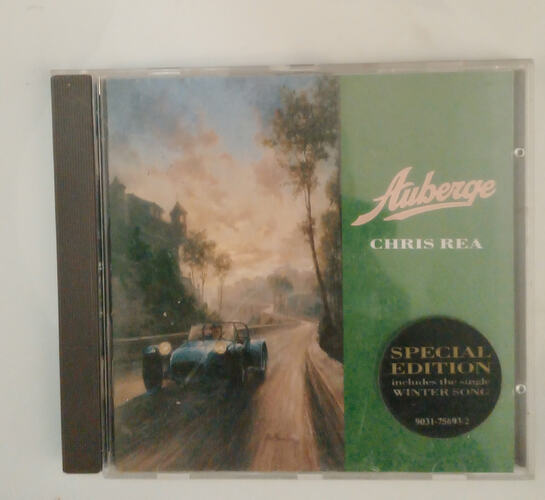 Auberge
CHRIS REA
SPECIAL
EDITION
includes the single
WINTER SONG
9031-75693-2